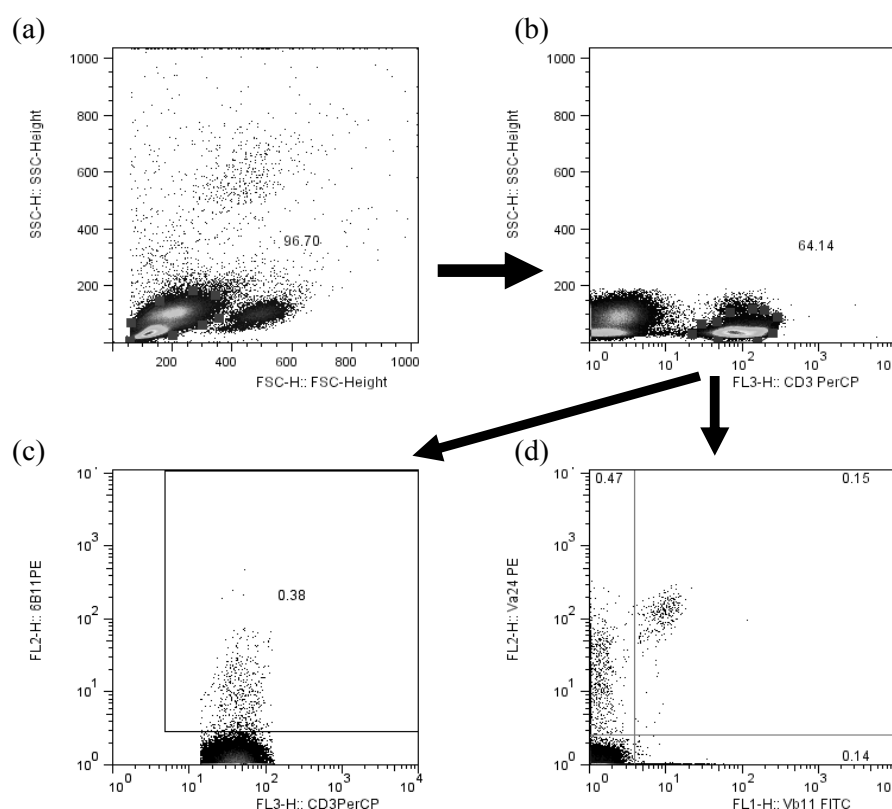 (a)
1000
800
600
400
200
SSC-H:: SSC-Height
96.70
200 400 600 800 1000
FSC-H:: FSC-Height
(b)
1000
800
600
400
200
SSC-H:: SSC-Height
64.14
10^0 10^1 10^2 10^3
FL3-H:: CD3 PerCP
(c)
10^3
10^2
10^1
10^0
FL2-H:: 6B11PE
0.38
10^0 10^1 10^2 10^3 10^4
FL3-H:: CD3PerCP
(d)
10^3
10^2
10^1
10^0
FL2-H:: Va24 PE
0.47 0.15
0.14
10^0 10^1 10^2 10^3
FL1-H:: Vb11 FITC